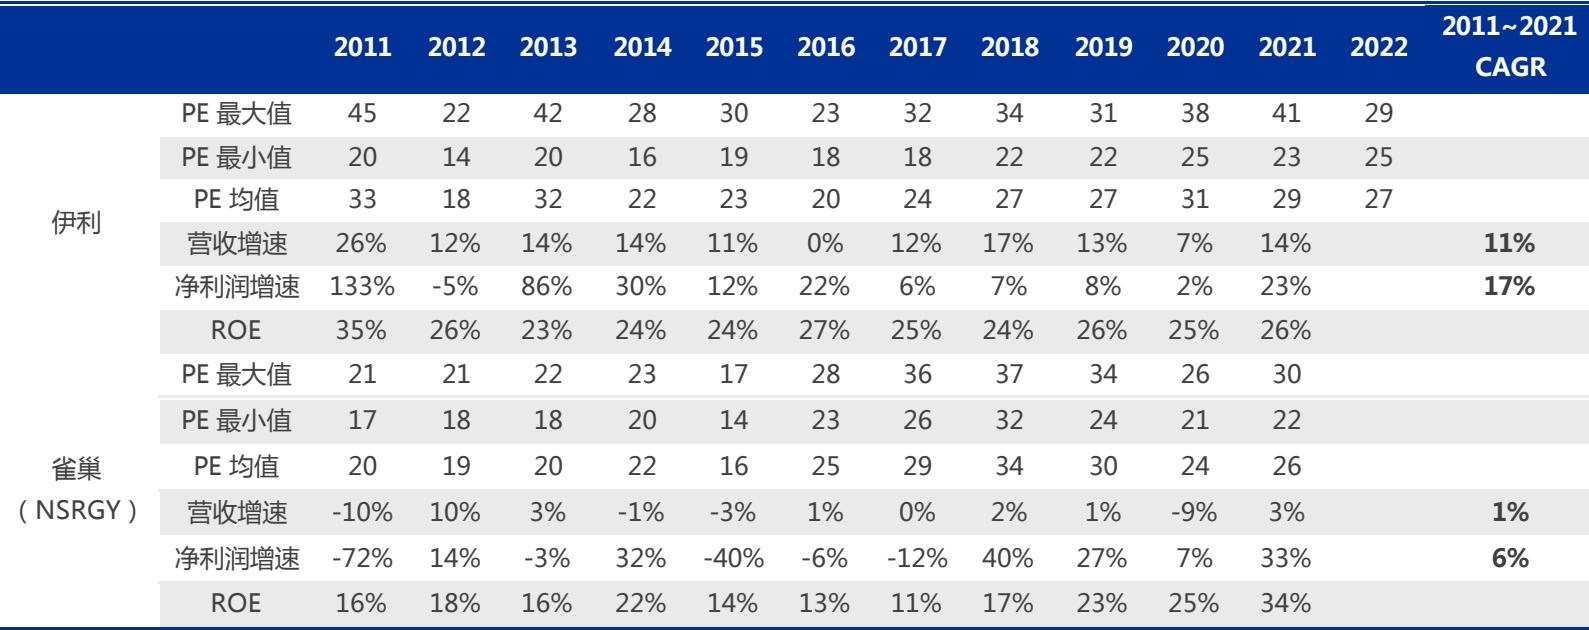 2011 2012 2013 2014 2015 2016 2017 2018 2019 2020 2021 2022 2011~2021 CAGR
伊利
PE 最大值 45 22 42 28 30 23 32 34 31 38 41 29
PE 最小值 20 14 20 16 19 18 18 22 22 25 23 25
PE 均值 33 18 32 22 23 20 24 27 27 31 29 27
营收增速 26% 12% 14% 14% 11% 0% 12% 17% 13% 7% 14% 11%
净利润增速 133% -5% 86% 30% 12% 22% 6% 7% 8% 2% 23% 17%
ROE 35% 26% 23% 24% 24% 27% 25% 24% 26% 25% 26%
雀巢
（NSRGY）
PE 最大值 21 21 22 23 17 28 36 37 34 26 30
PE 最小值 17 18 18 20 14 23 26 32 24 21 22
PE 均值 20 19 20 22 16 25 29 34 30 24 26
营收增速 -10% 10% 3% -1% -3% 1% 0% 2% 1% -9% 3% 1%
净利润增速 -72% 14% -3% 32% -40% -6% -12% 40% 27% 7% 33% 6%
ROE 16% 18% 16% 22% 14% 13% 11% 17% 23% 25% 34%